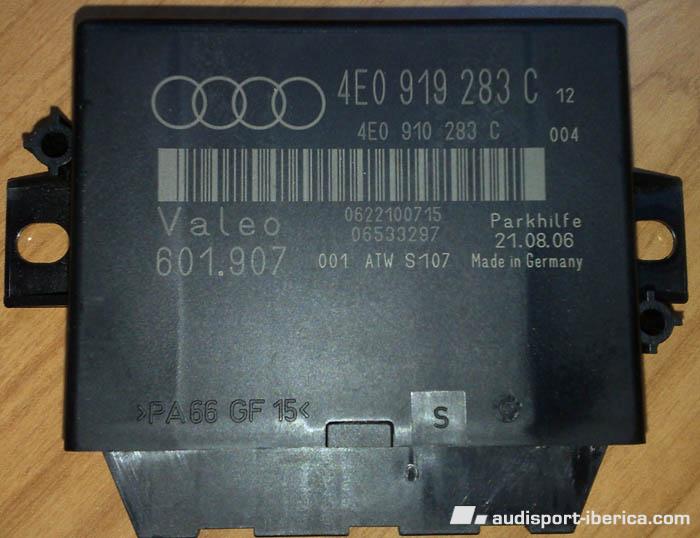 4E0 919 283 C 12
4E0 910 283 C 004
Valeo 0622100715 Parkhilfe
06533297 21.08.06
601.907 001 ATW S107 Made in Germany
>PA66 GF 15< S
audisport-iberica.com